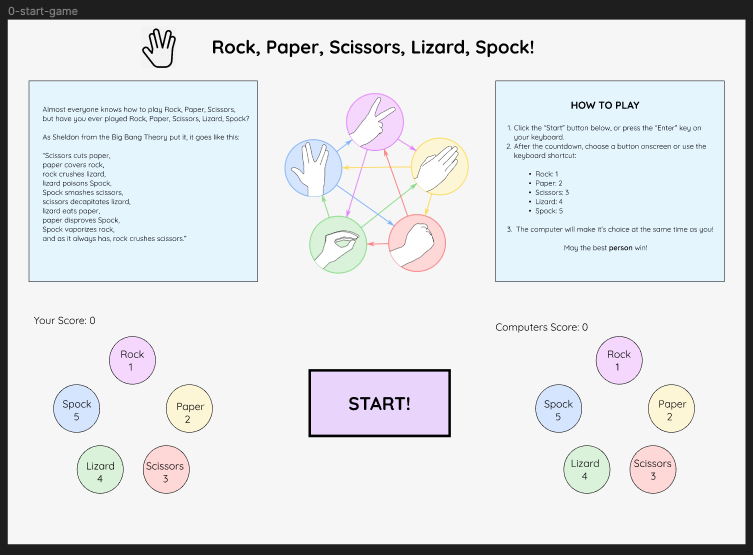 0-start-game
Rock, Paper, Scissors, Lizard, Spock!
Almost everyone knows how to play Rock, Paper, Scissors,
but have you ever played Rock, Paper, Scissors, Lizard, Spock?
As Sheldon from the Big Bang Theory put it, it goes like this:
"Scissors cuts paper,
paper covers rock,
rock crushes lizard,
lizard poisons Spock,
Spock smashes scissors,
scissors decapitates lizard,
lizard eats paper,
paper disproves Spock,
Spock vaporizes rock,
and as it always has, rock crushes scissors."
HOW TO PLAY
1. Click the "Start" button below, or press the "Enter" key on
your keyboard.
2. After the countdown, choose a button onscreen or use the
keyboard shortcut:
• Rock: 1
• Paper: 2
• Scissors: 3
• Lizard: 4
• Spock: 5
3. The computer will make it's choice at the same time as you!
May the best person win!
Your Score: 0
Rock
1
Spock
5
Paper
2
Lizard
4
Scissors
3
START!
Computers Score: 0
Rock
1
Spock
5
Paper
2
Lizard
4
Scissors
3